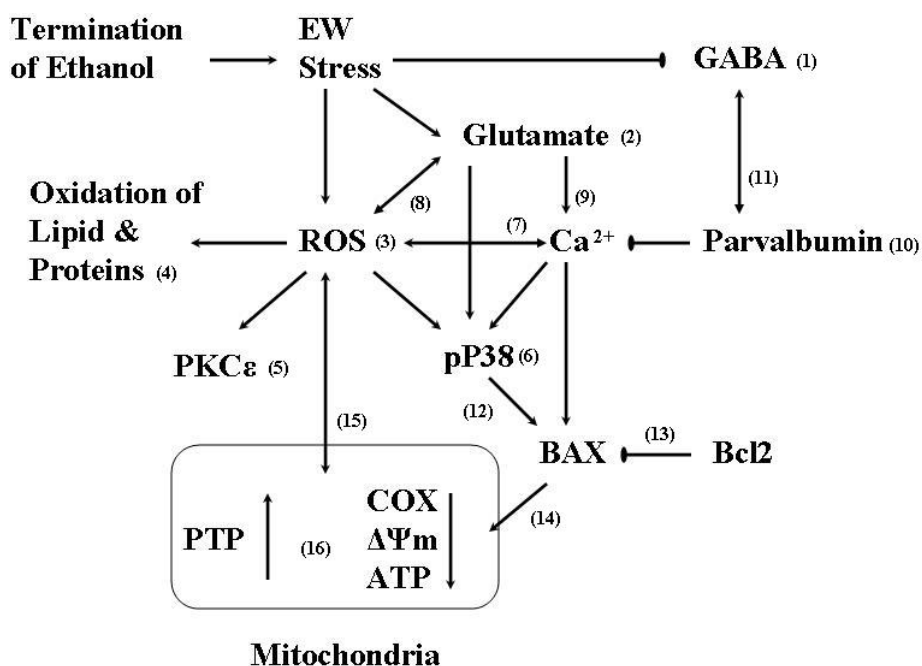 Termination
of Ethanol
EW
Stress
GABA (1)
Glutamate (2)
(8)
(9)
(11)
Oxidation of
Lipid &
Proteins (4)
ROS (3)
(7)
Ca2+
Parvalbumin (10)
PKCε (5)
pP38 (6)
(15)
(12)
BAX
(13)
Bcl2
(14)
PTP
(16)
COX
ΔΨm
ATP
Mitochondria